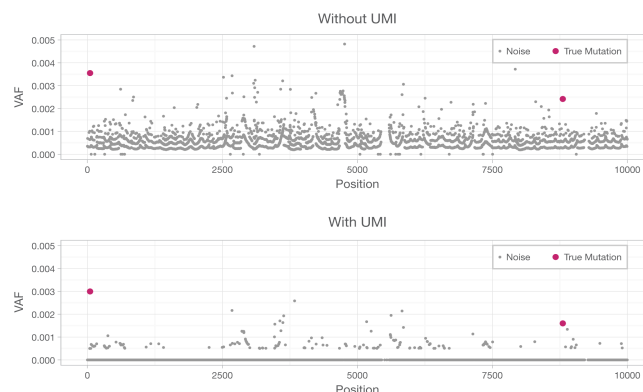 Without UMI
0.005
0.004
0.003
0.002
0.001
0.000
VAF
Noise
True Mutation
0
2500
5000
7500
10000
Position
With UMI
0.005
0.004
0.003
0.002
0.001
0.000
VAF
Noise
True Mutation
0
2500
5000
7500
10000
Position